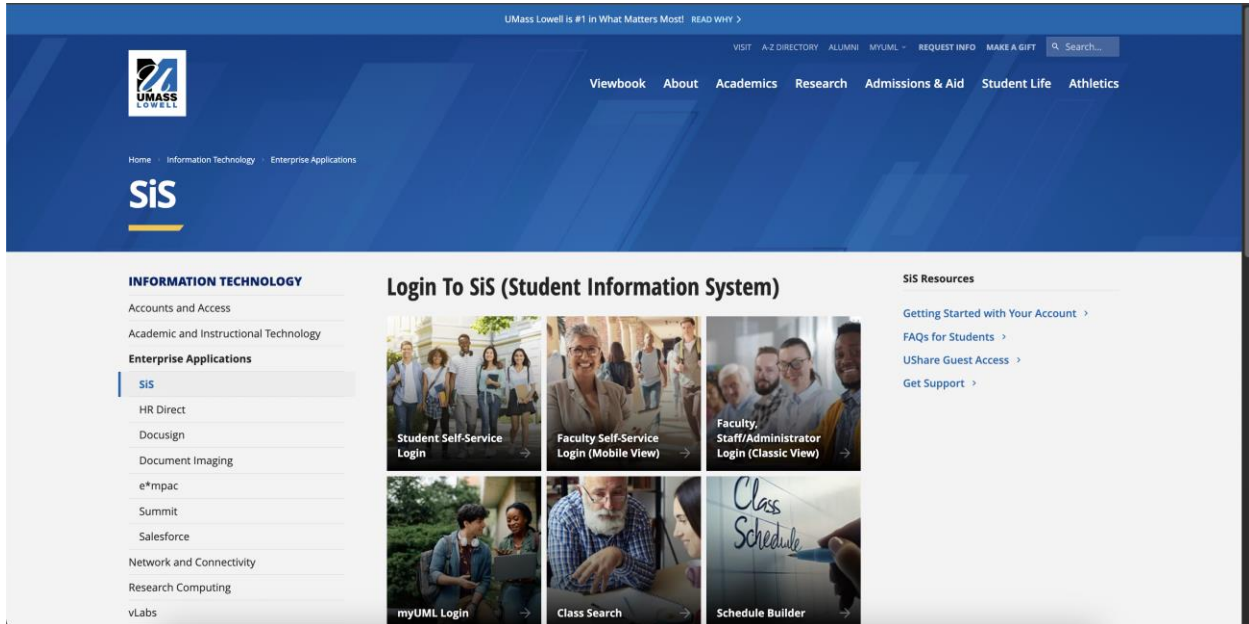 UMass Lowell is #1 in What Matters Most! READ WHY >
VISIT A-Z DIRECTORY ALUMNI MYUML REQUEST INFO MAKE A GIFT Search...
UMASS
LOWELL
Viewbook About Academics Research Admissions & Aid Student Life Athletics
Home Information Technology Enterprise Applications
SiS
INFORMATION TECHNOLOGY
Accounts and Access
Academic and Instructional Technology
Enterprise Applications
SiS
HR Direct
Docusign
Document Imaging
e*mpac
Summit
Salesforce
Network and Connectivity
Research Computing
vLabs
Login To SiS (Student Information System)
Student Self-Service
Login
Faculty Self-Service
Login (Mobile View)
Faculty,
Staff/Administrator
Login (Classic View)
myUML Login
Class Search
Class
Schedule
Schedule Builder
SiS Resources
Getting Started with Your Account >
FAQs for Students >
UShare Guest Access >
Get Support >